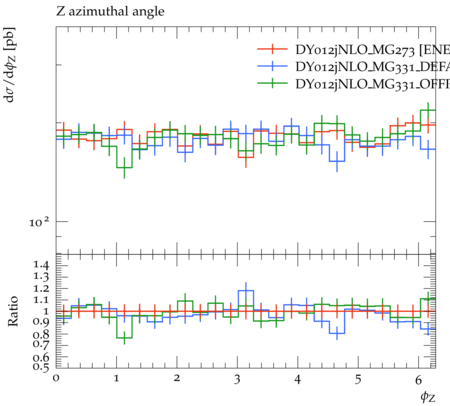 Z azimuthal angle
dσ/dϕZ [pb]
DY012jNLO_MG273 [ENE
DY012jNLO_MG331_DEFA
DY012jNLO_MG331_OFFI
10²
Ratio
1.4
1.3
1.2
1.1
1
0.9
0.8
0.7
0.6
0.5
0 1 2 3 4 5 6
ϕZ